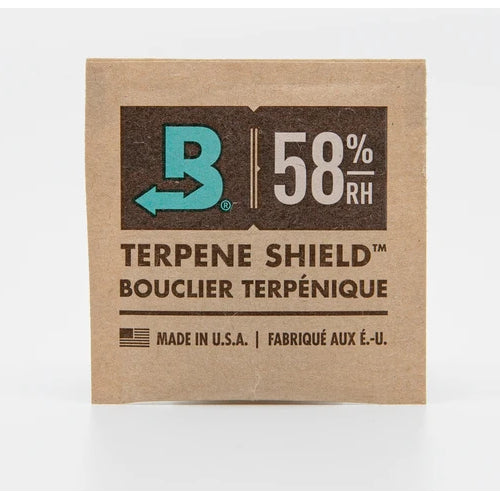 B® 58%
RH
TERPENE SHIELD™
BOUCLIER TERPÉNIQUE
MADE IN U.S.A. | FABRIQUÉ AUX É.-U.